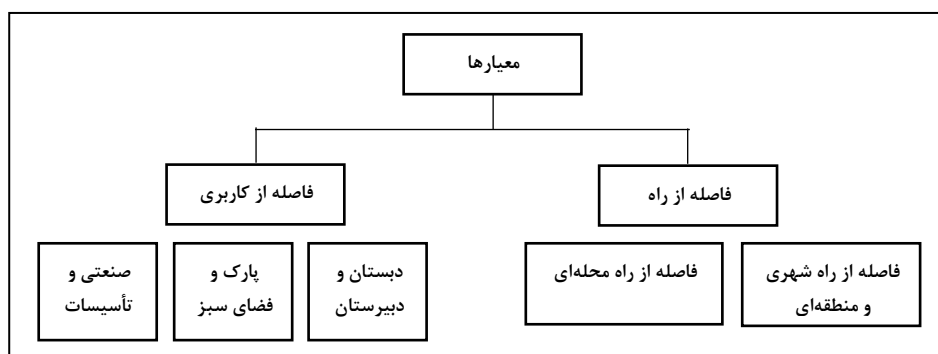 معیارها
فاصله از راه
فاصله از کاربری
فاصله از راه شهری
و منطقه‌ای
فاصله از راه محله‌ای
دبستان و
دبیرستان
پارک و
فضای سبز
صنعتی و
تأسیسات